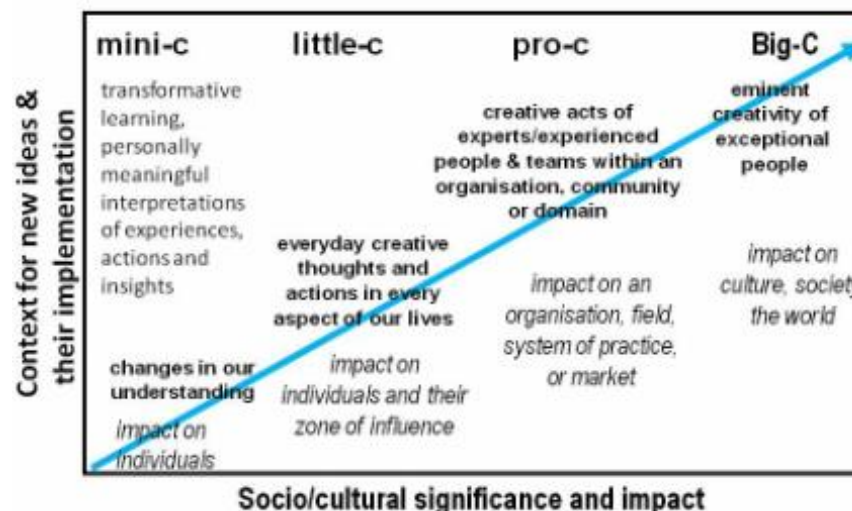 Context for new ideas &
their implementation
mini-c
transformative
learning,
personally
meaningful
interpretations
of experiences,
actions and
insights
changes in our
understanding
impact on
individuals
little-c
everyday creative
thoughts and
actions in every
aspect of our lives
impact on
individuals and their
zone of influence
pro-c
creative acts of
experts/experienced
people & teams within an
organisation, community
or domain
impact on an
organisation, field,
system of practice,
or market
Big-C
eminent
creativity of
exceptional
people
impact on
culture, society
the world
Socio/cultural significance and impact